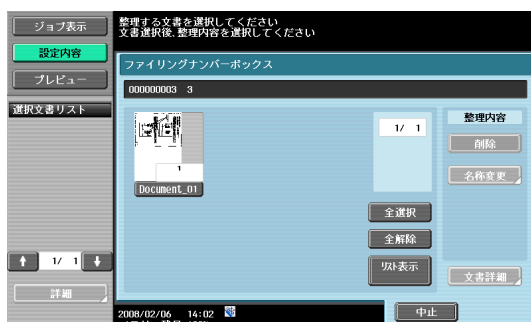 ジョブ表示
設定内容
プレビュー
選択文書リスト
1/ 1
詳細
整理する文書を選択してください
文書選択後、整理内容を選択してください
ファイリングナンバーボックス
000000003 3
1
Document_01
1/ 1
全選択
全解除
リスト表示
整理内容
削除
名称変更
文書詳細
2008/02/06 14:02
中止